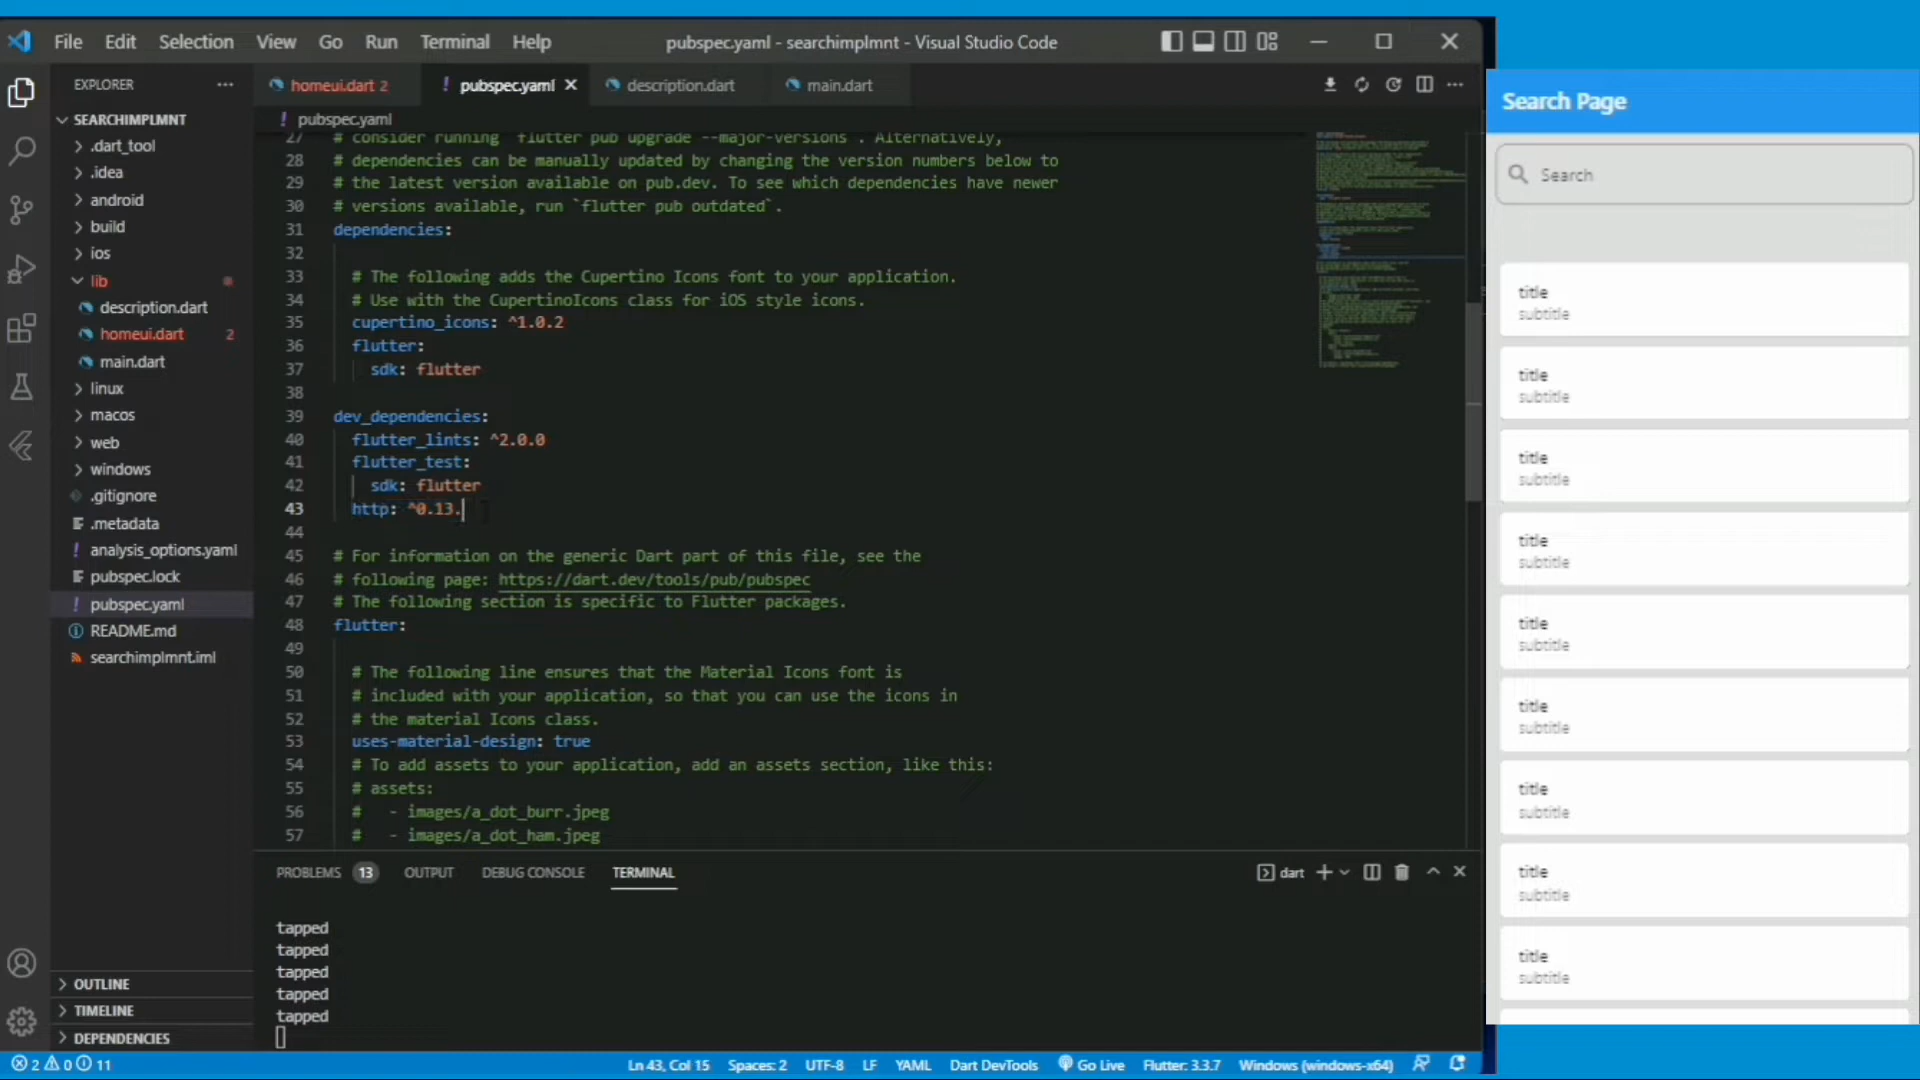 File Edit Selection View Go Run Terminal Help
pubspec.yaml - searchimplmnt - Visual Studio Code
EXPLORER
SEARCHIMPLMNT
.dart_tool
.idea
android
build
ios
lib
description.dart
homeui.dart 2
main.dart
linux
macos
web
windows
.gitignore
.metadata
analysis_options.yaml
pubspec.lock
pubspec.yaml
README.md
searchimplmnt.iml
OUTLINE
TIMELINE
DEPENDENCIES
homeui.dart 2
! pubspec.yaml
description.dart
main.dart
! pubspec.yaml
27 # consider running `flutter pub upgrade --major-versions`. Alternatively,
28 # dependencies can be manually updated by changing the version numbers below to
29 # the latest version available on pub.dev. To see which dependencies have newer
30 # versions available, run `flutter pub outdated`.
31 dependencies:
32
33 # The following adds the Cupertino Icons font to your application.
34 # Use with the CupertinoIcons class for iOS style icons.
35 cupertino_icons: ^1.0.2
36 flutter:
37 sdk: flutter
38
39 dev_dependencies:
40 flutter_lints: ^2.0.0
41 flutter_test:
42 sdk: flutter
43 http: ^0.13.
44
45 # For information on the generic Dart part of this file, see the
46 # following page: https://dart.dev/tools/pub/pubspec
47 # The following section is specific to Flutter packages.
48 flutter:
49
50 # The following line ensures that the Material Icons font is
51 # included with your application, so that you can use the icons in
52 # the material Icons class.
53 uses-material-design: true
54 # To add assets to your application, add an assets section, like this:
55 # assets:
56 # - images/a_dot_burr.jpeg
57 # - images/a_dot_ham.jpeg
PROBLEMS 13 OUTPUT DEBUG CONSOLE TERMINAL
dart
tapped
tapped
tapped
tapped
tapped
2 0 11
Ln 43, Col 15 Spaces: 2 UTF-8 LF YAML Dart DevTools Go Live Flutter: 3.3.7 Windows (windows-x64)
Search Page
Search
title
subtitle
title
subtitle
title
subtitle
title
subtitle
title
subtitle
title
subtitle
title
subtitle
title
subtitle
title
subtitle